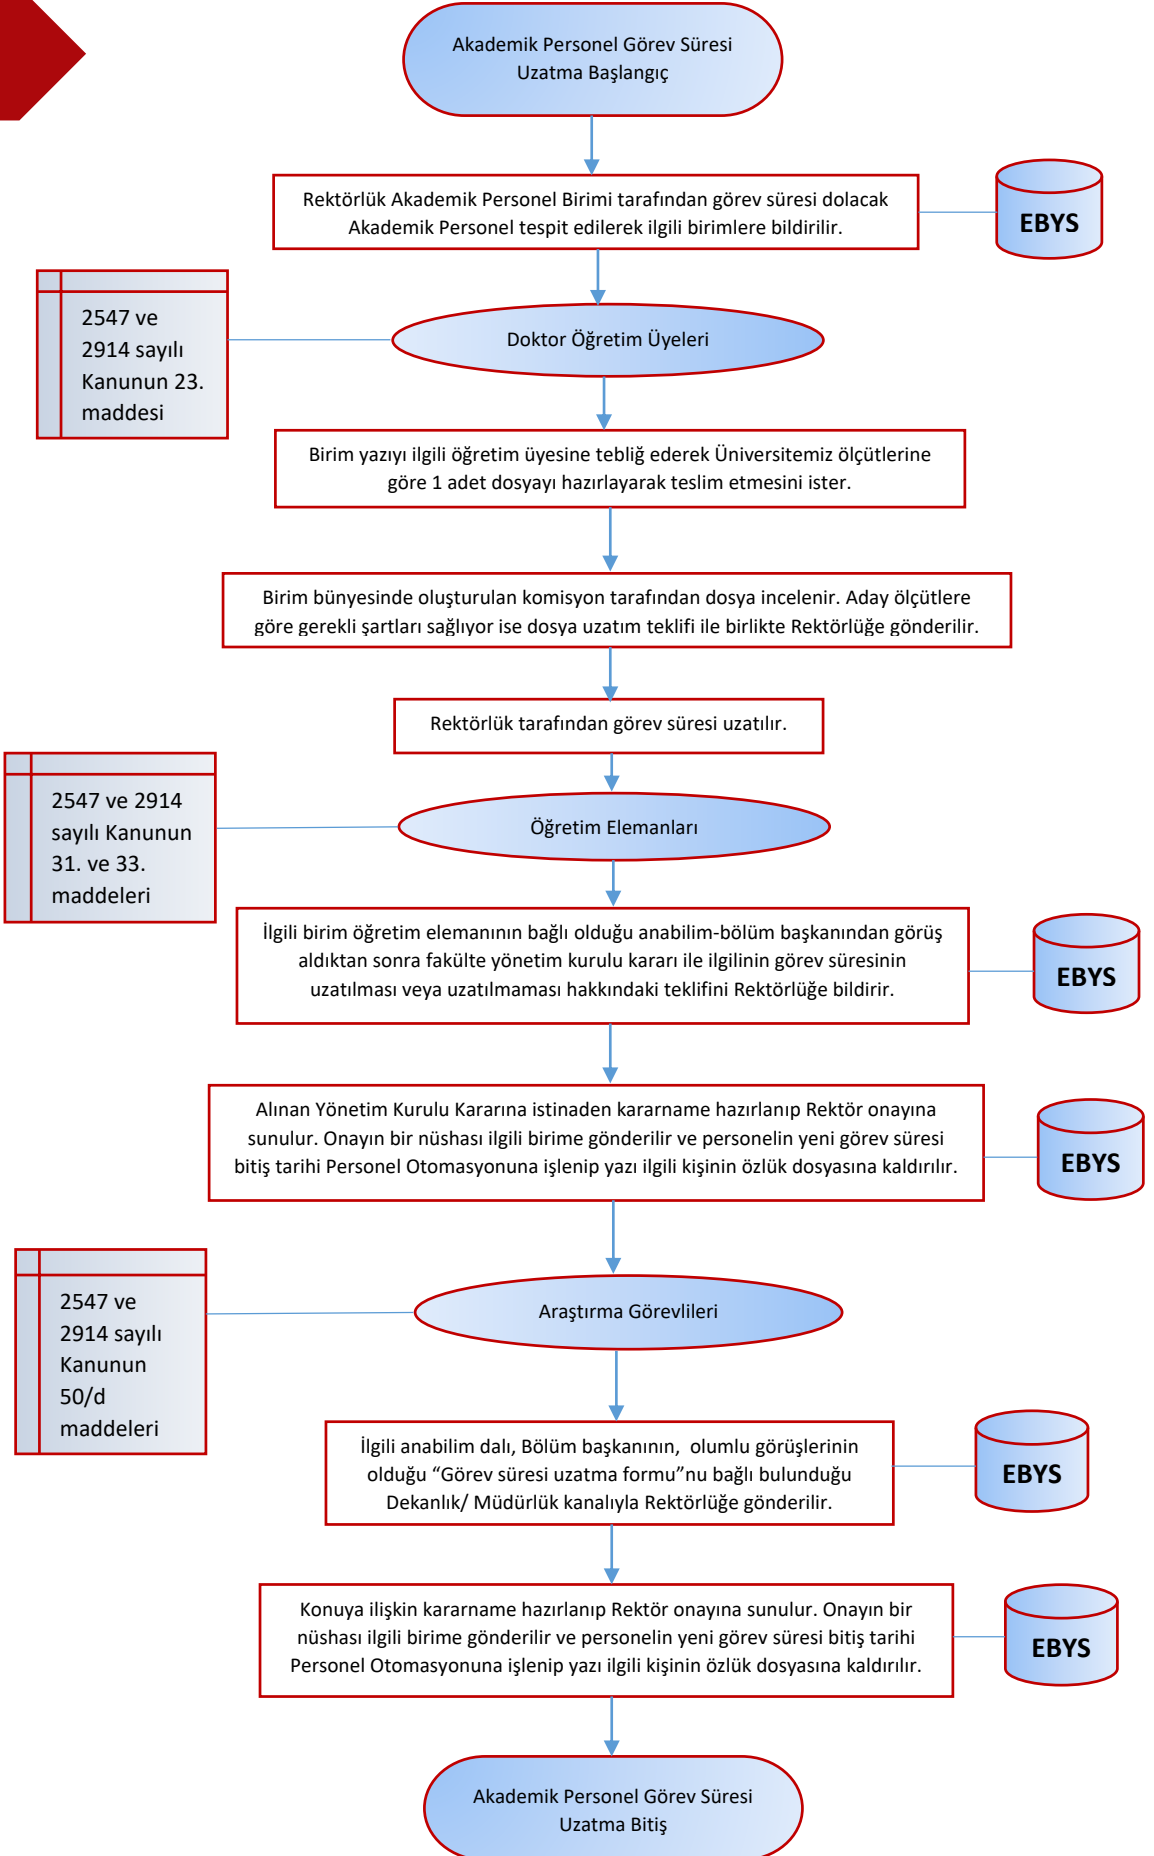 Akademik Personel Görev Süresi
Uzatma Başlangıç
Rektörlük Akademik Personel Birimi tarafından görev süresi dolacak
Akademik Personel tespit edilerek ilgili birimlere bildirilir.
EBYS
2547 ve
2914 sayılı
Kanunun 23.
maddesi
Doktor Öğretim Üyeleri
Birim yazıyı ilgili öğretim üyesine tebliğ ederek Üniversitemiz ölçütlerine
göre 1 adet dosyayı hazırlayarak teslim etmesini ister.
Birim bünyesinde oluşturulan komisyon tarafından dosya incelenir. Aday ölçütlere
göre gerekli şartları sağlıyor ise dosya uzatım teklifi ile birlikte Rektörlüğe gönderilir.
Rektörlük tarafından görev süresi uzatılır.
2547 ve 2914
sayılı Kanunun
31. ve 33.
maddeleri
Öğretim Elemanları
İlgili birim öğretim elemanının bağlı olduğu anabilim-bölüm başkanından görüş
aldıktan sonra fakülte yönetim kurulu kararı ile ilgilinin görev süresinin
uzatılması veya uzatılmaması hakkındaki teklifini Rektörlüğe bildirir.
EBYS
Alınan Yönetim Kurulu Kararına istinaden kararname hazırlanıp Rektör onayına
sunulur. Onayın bir nüshası ilgili birime gönderilir ve personelin yeni görev süresi
bitiş tarihi Personel Otomasyonuna işlenip yazı ilgili kişinin özlük dosyasına kaldırılır.
EBYS
2547 ve
2914 sayılı
Kanunun
50/d
maddeleri
Araştırma Görevlileri
İlgili anabilim dalı, Bölüm başkanının,  olumlu görüşlerinin
olduğu “Görev süresi uzatma formu”nu bağlı bulunduğu
Dekanlık/ Müdürlük kanalıyla Rektörlüğe gönderilir.
EBYS
Konuya ilişkin kararname hazırlanıp Rektör onayına sunulur. Onayın bir
nüshası ilgili birime gönderilir ve personelin yeni görev süresi bitiş tarihi
Personel Otomasyonuna işlenip yazı ilgili kişinin özlük dosyasına kaldırılır.
EBYS
Akademik Personel Görev Süresi
Uzatma Bitiş